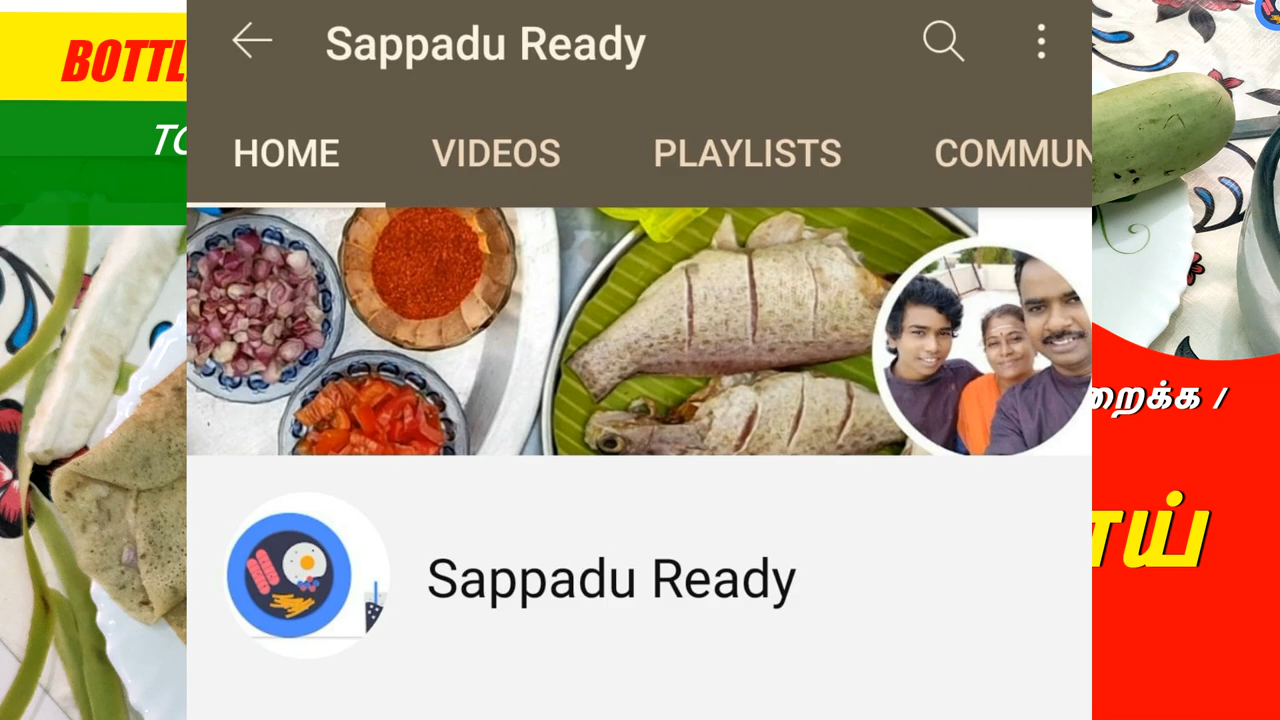 Sappadu Ready
HOME VIDEOS PLAYLISTS COMMUN
BOTTL
TO
றைக்க /
ாய்
Sappadu Ready